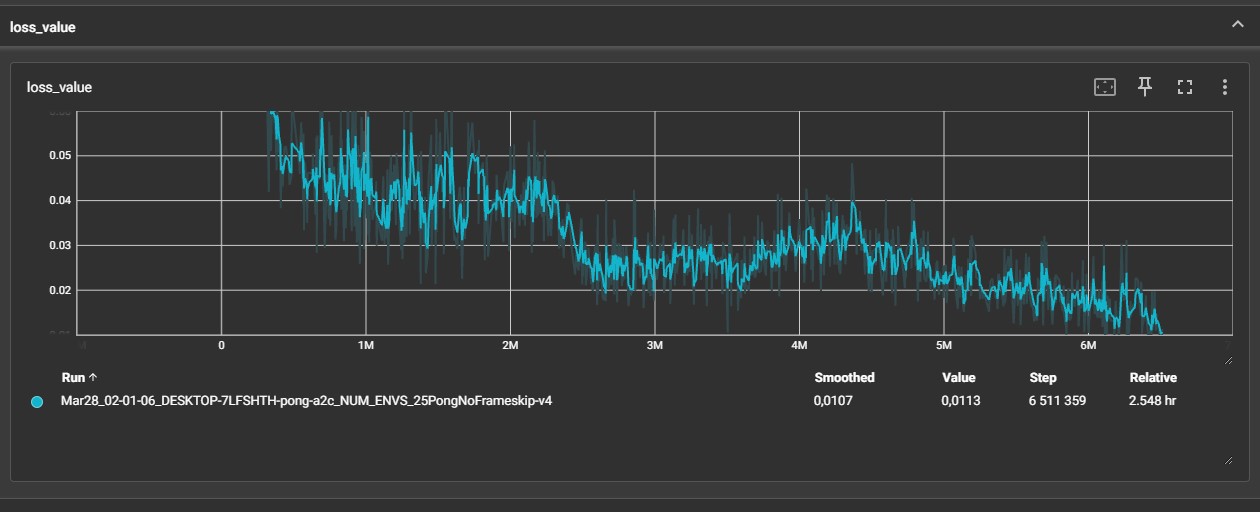 loss_value
loss_value
0.05
0.04
0.03
0.02
0 1M 2M 3M 4M 5M 6M
Run Smoothed Value Step Relative
Mar28_02-01-06_DESKTOP-7LFSHTH-pong-a2c_NUM_ENVS_25PongNoFrameskip-v4 0,0107 0,0113 6 511 359 2.548 hr